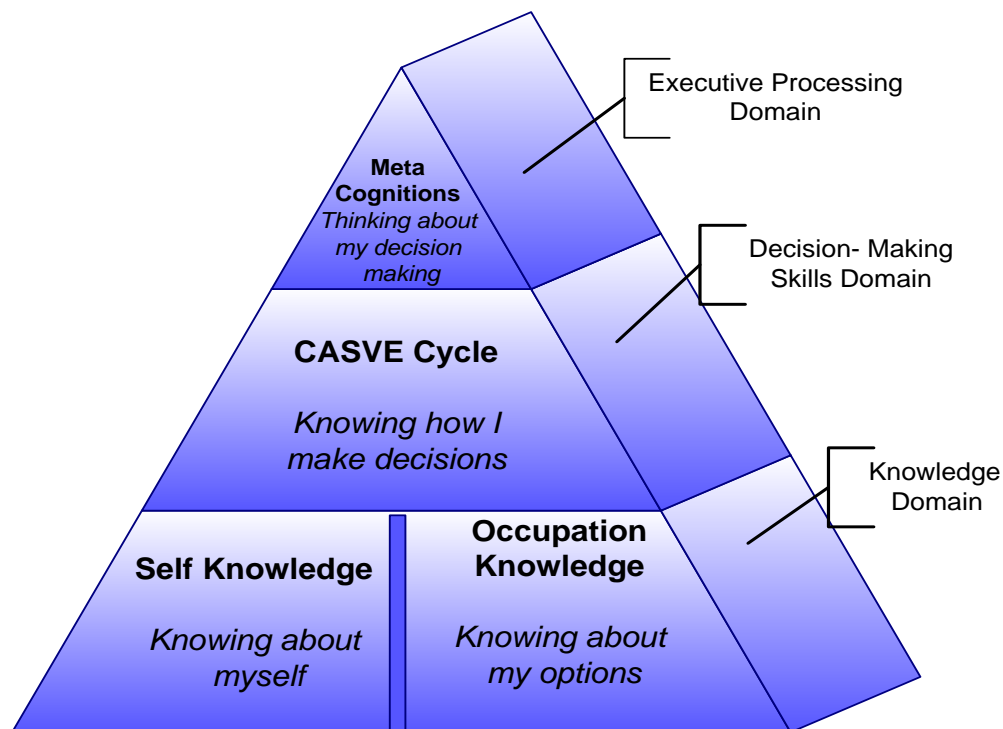 Executive Processing
Domain
Meta
Cognitions
Thinking about
my decision
making
Decision- Making
Skills Domain
CASVE Cycle
Knowing how I
make decisions
Knowledge
Domain
Self Knowledge
Knowing about
myself
Occupation
Knowledge
Knowing about
my options